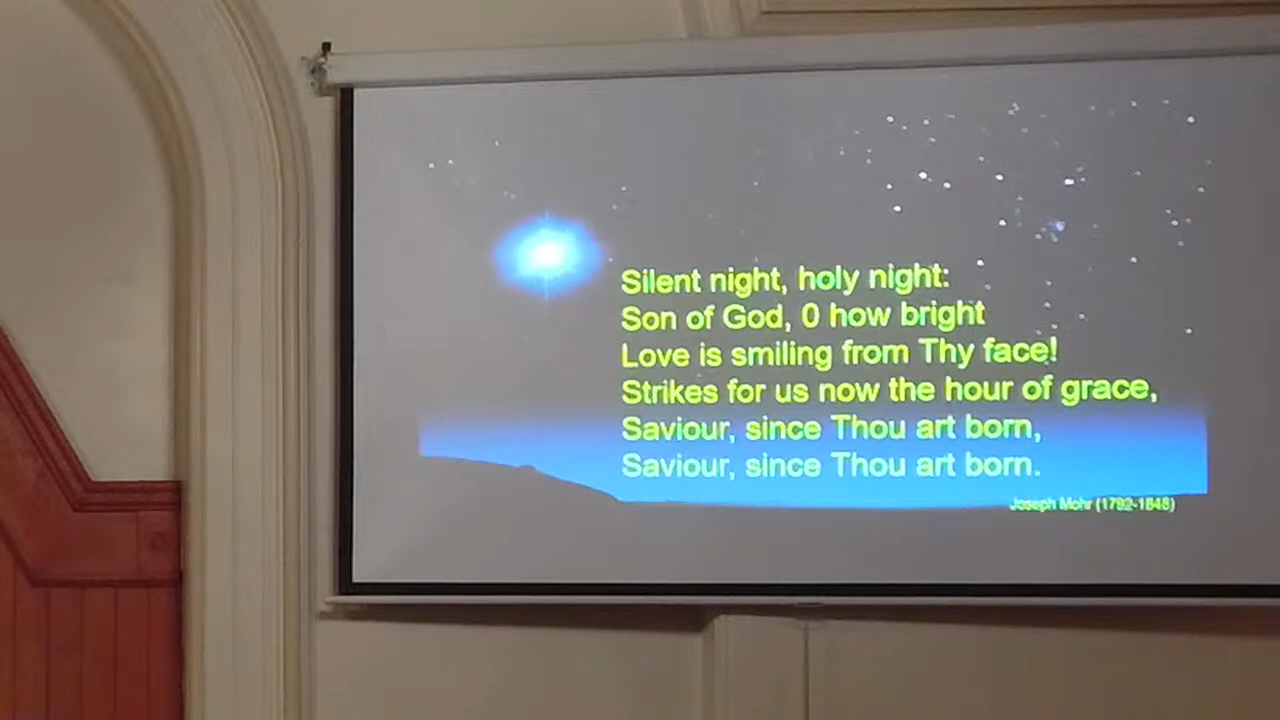 Silent night, holy night:
Son of God, 0 how bright
Love is smiling from Thy face!
Strikes for us now the hour of grace,
Saviour, since Thou art born,
Saviour, since Thou art born.
Joseph Mohr (1792-1848)